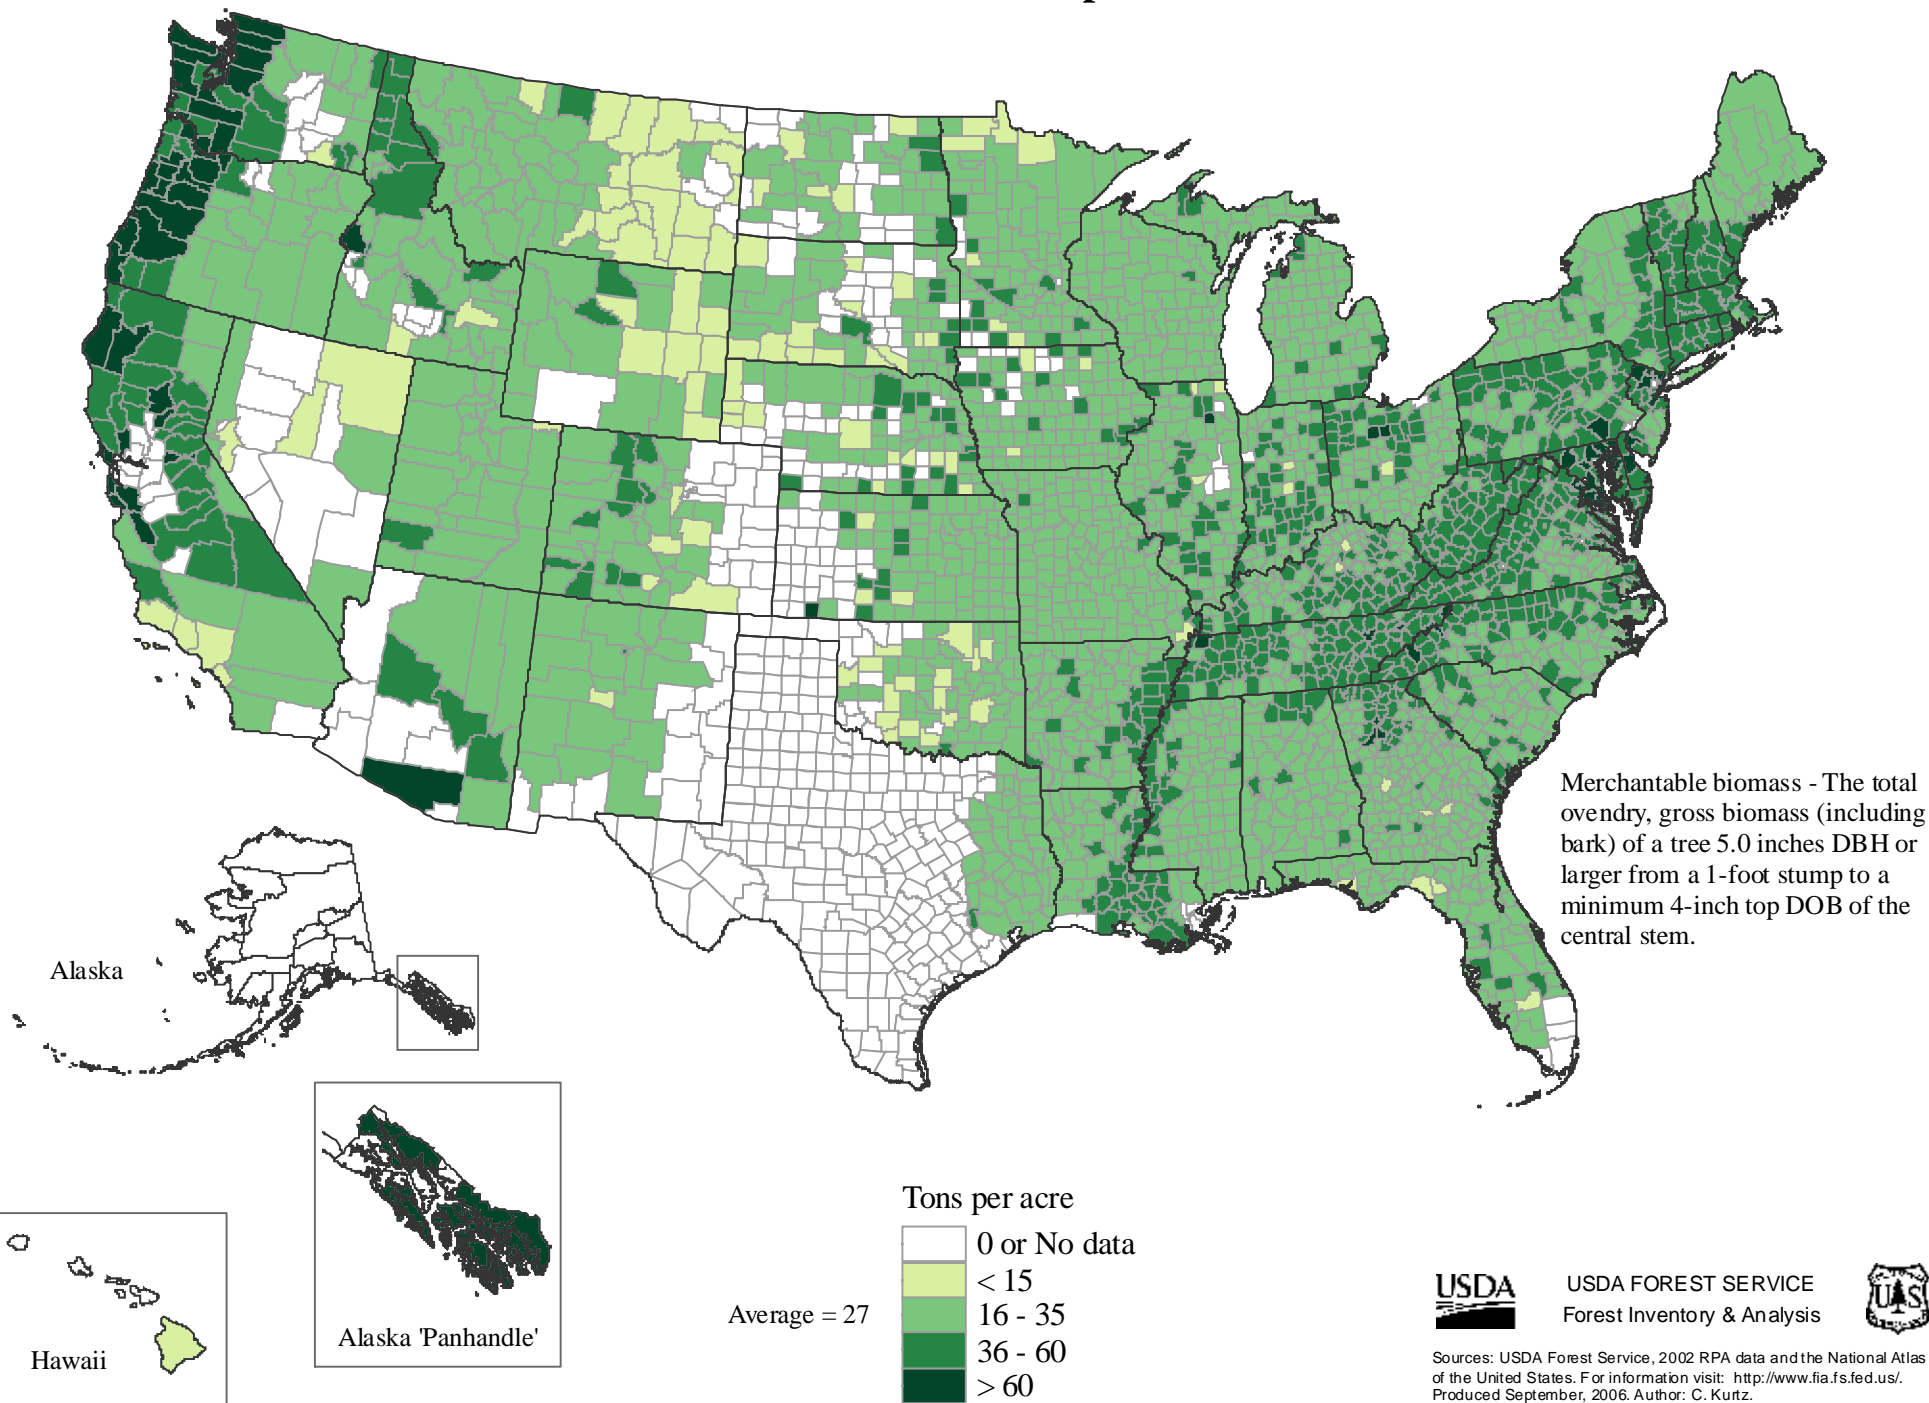 Merchantable biomass - The total
ovendry, gross biomass (including
bark) of a tree 5.0 inches DBH or
larger from a 1-foot stump to a
minimum 4-inch top DOB of the
central stem.
Alaska
Alaska 'Panhandle'
Hawaii
Tons per acre
0 or No data
< 15
16 - 35
36 - 60
> 60
Average = 27
USDA
USDA FOREST SERVICE
Forest Inventory & Analysis
US
Sources: USDA Forest Service, 2002 RPA data and the National Atlas
of the United States. For information visit: http://www.fia.fs.fed.us/.
Produced September, 2006. Author: C. Kurtz.